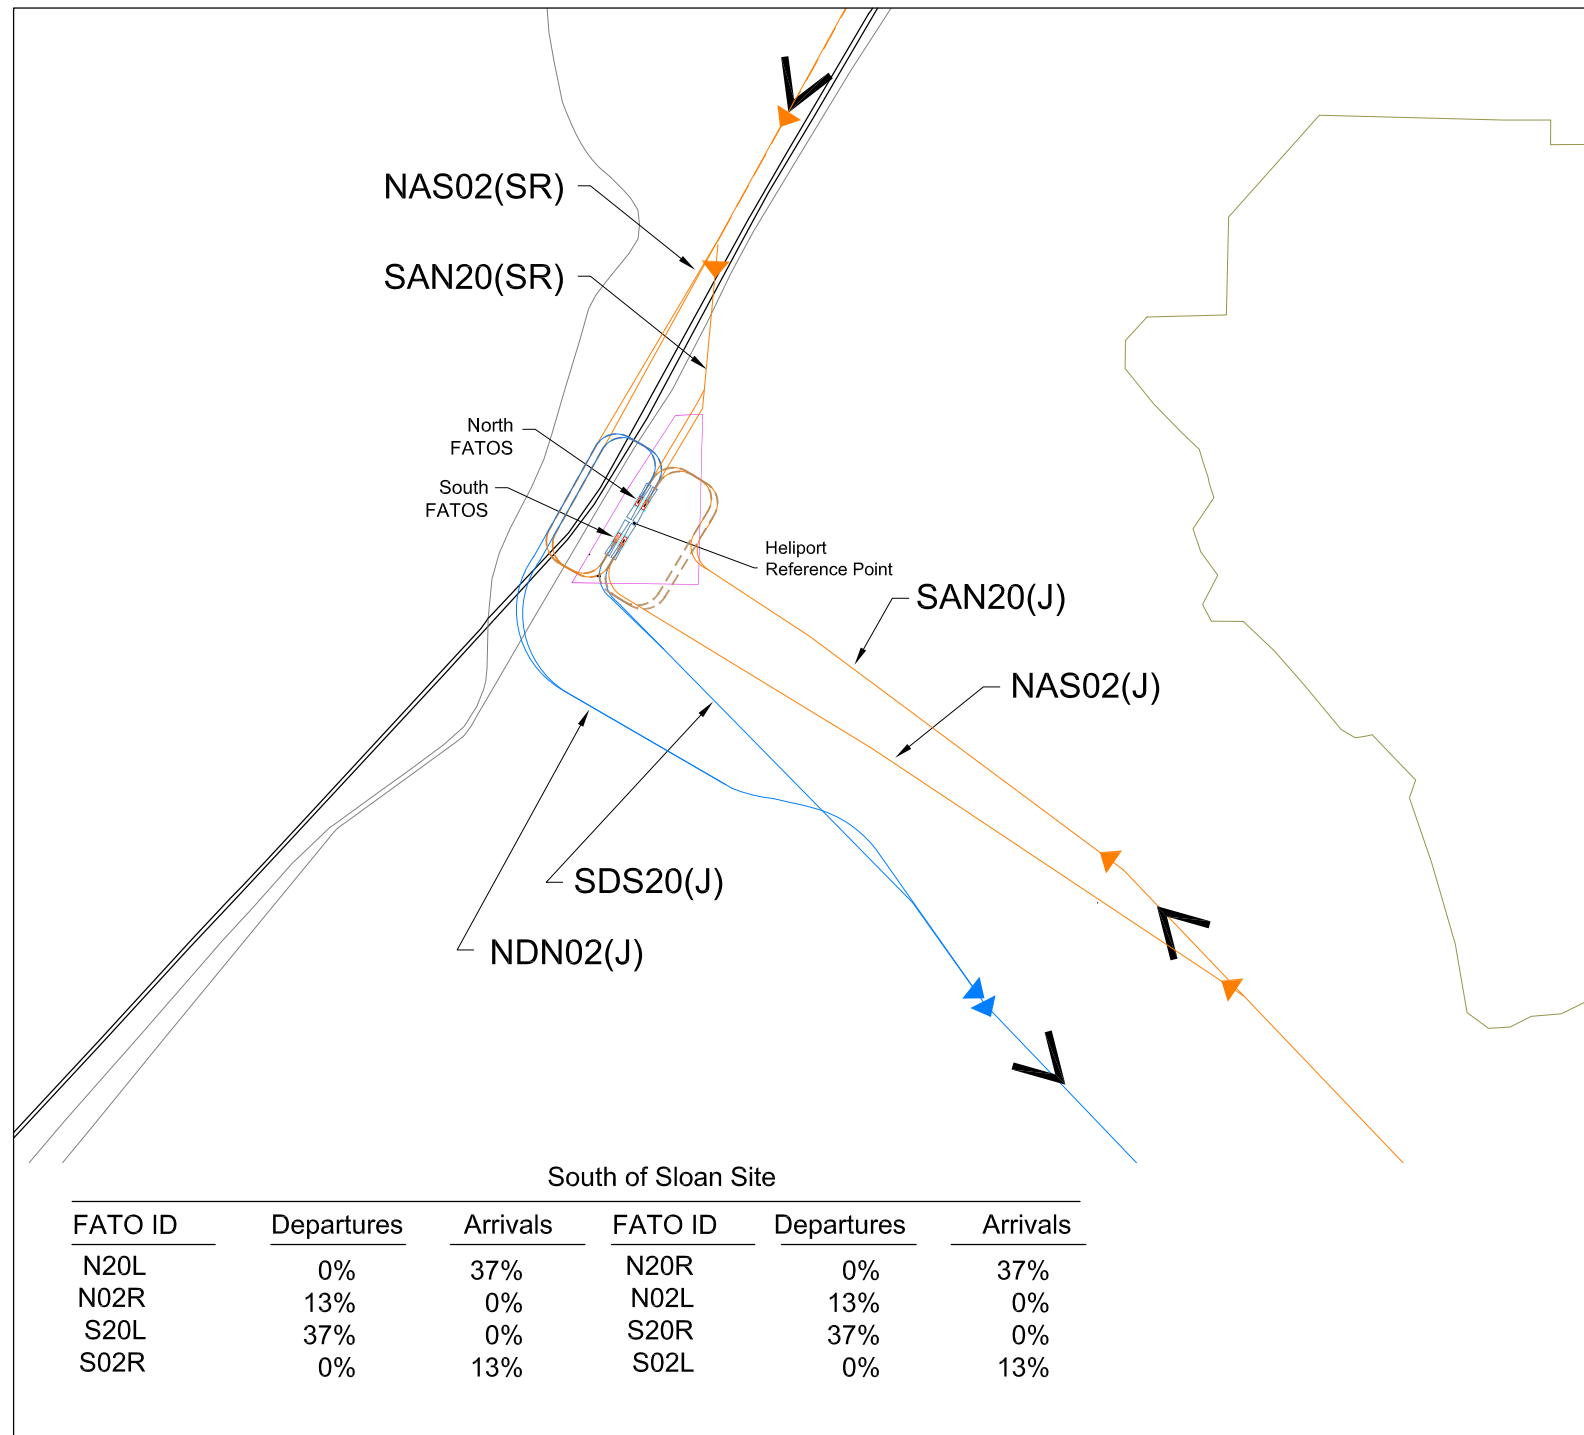 NAS02(SR)
SAN20(SR)
North
FATOS
South
FATOS
Heliport
Reference Point
SAN20(J)
NAS02(J)
SDS20(J)
NDN02(J)
South of Sloan Site
FATO ID Departures Arrivals FATO ID Departures Arrivals
N20L 0% 37% N20R 0% 37%
N02R 13% 0% N02L 13% 0%
S20L 37% 0% S20R 37% 0%
S02R 0% 13% S02L 0% 13%